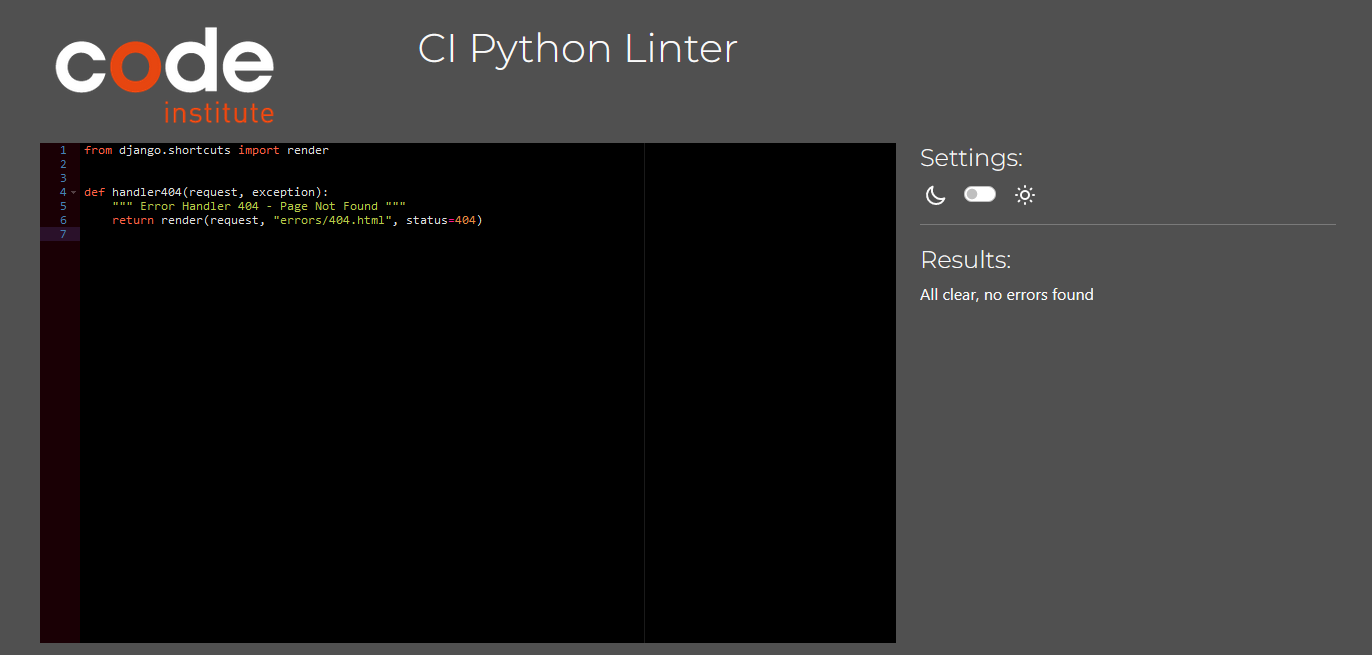 code
institute
CI Python Linter
1 from django.shortcuts import render
2
3
4 def handler404(request, exception):
5     """ Error Handler 404 - Page Not Found """
6     return render(request, "errors/404.html", status=404)
7
Settings:
Results:
All clear, no errors found